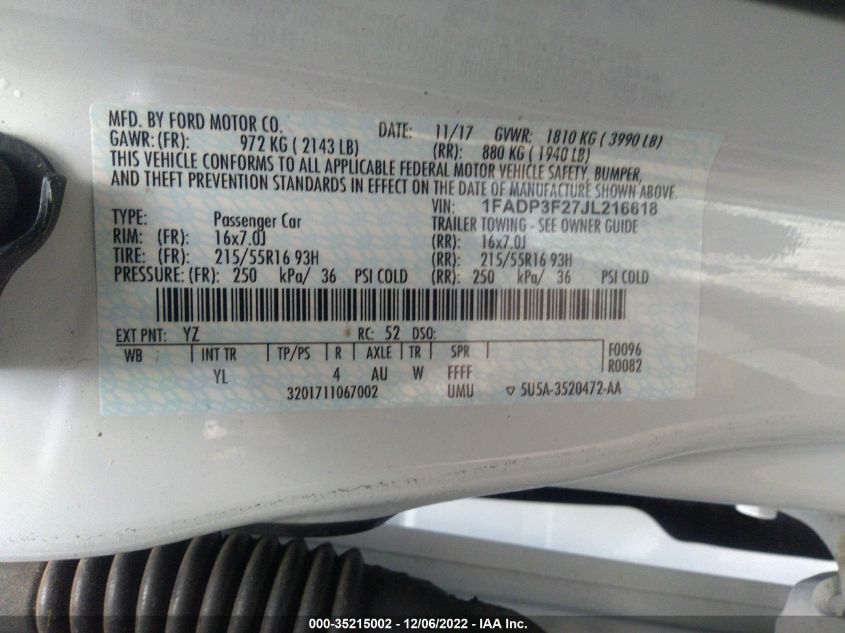 MFD. BY FORD MOTOR CO. DATE: 11/17 GVWR: 1810 KG ( 3990 LB)
GAWR: (FR): 972 KG ( 2143 LB) (RR): 880 KG ( 1940 LB)
THIS VEHICLE CONFORMS TO ALL APPLICABLE FEDERAL MOTOR VEHICLE SAFETY, BUMPER,
AND THEFT PREVENTION STANDARDS IN EFFECT ON THE DATE OF MANUFACTURE SHOWN ABOVE.
VIN: 1FADP3F27JL216618
TYPE: Passenger Car TRAILER TOWING - SEE OWNER GUIDE
RIM: (FR): 16x7.0J (RR): 16x7.0J
TIRE: (FR): 215/55R16 93H (RR): 215/55R16 93H
PRESSURE: (FR): 250 kPa/ 36 PSI COLD (RR): 250 kPa/ 36 PSI COLD
EXT PNT: YZ RC: 52 DSO:
WB INT TR TP/PS R AXLE TR SPR F0096
YL 4 AU W FFFF R0082
3201711067002 UMU ▽ 5U5A-3520472-AA
000-35215002 - 12/06/2022 - IAA Inc.